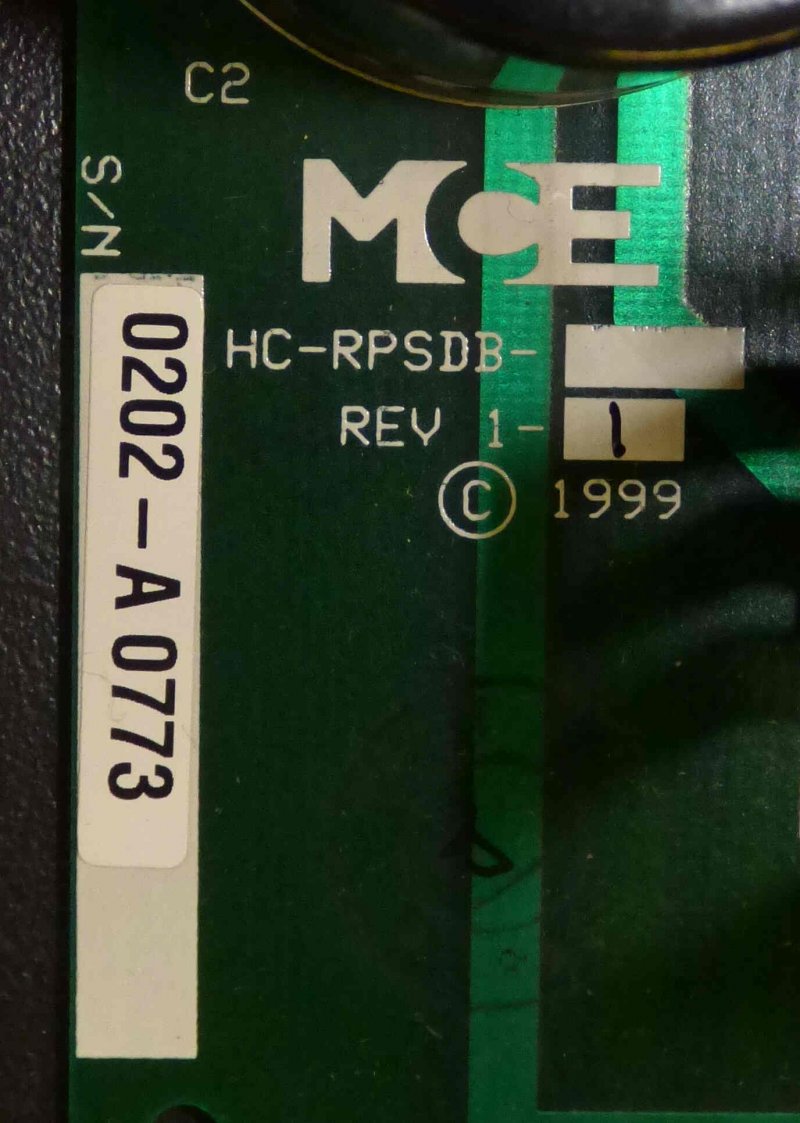 C2
S/N
MCE
0202-A 0773
HC-RPSDB-
REV 1-1
© 1999